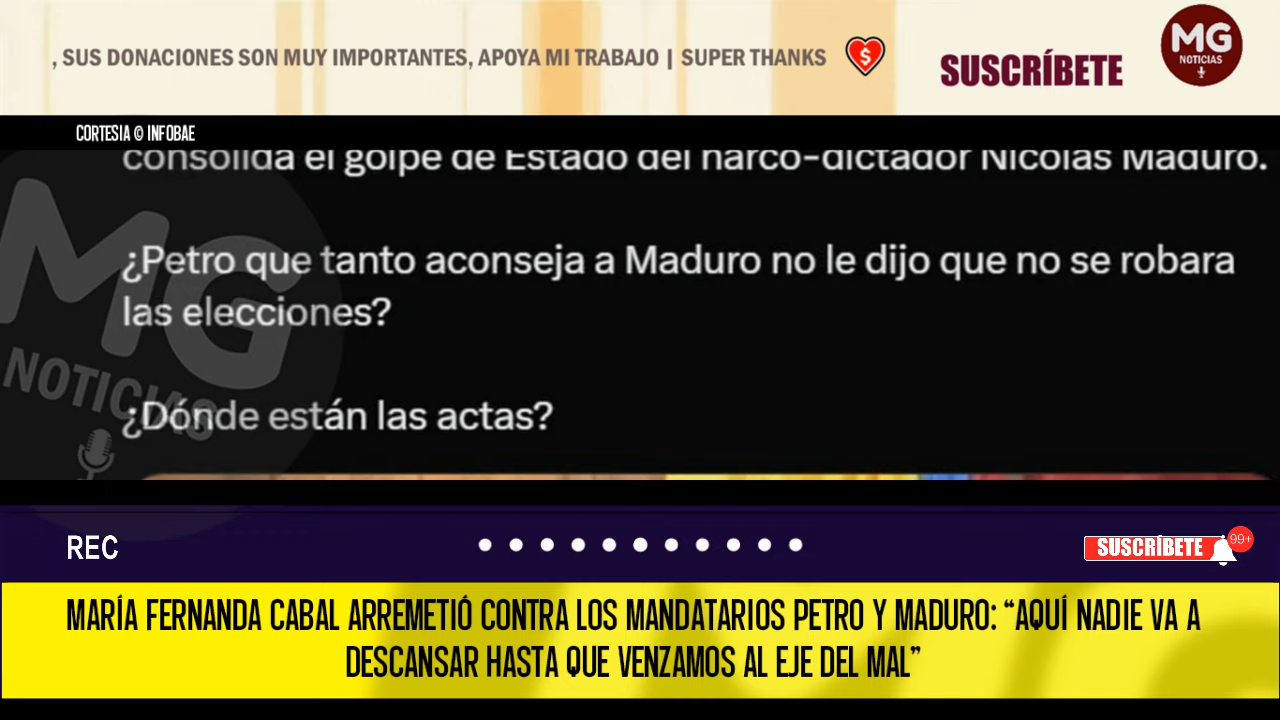 , SUS DONACIONES SON MUY IMPORTANTES, APOYA MI TRABAJO | SUPER THANKS
$
SUSCRÍBETE
MG
NOTICIAS
CORTESIA © INFOBAE
consolida el golpe de Estado del narco-dictador Nicolás Maduro.
¿Petro que tanto aconseja a Maduro no le dijo que no se robara
las elecciones?
¿Dónde están las actas?
MG
NOTICIAS
REC
SUSCRÍBETE
99+
MARÍA FERNANDA CABAL ARREMETIÓ CONTRA LOS MANDATARIOS PETRO Y MADURO: “AQUÍ NADIE VA A
DESCANSAR HASTA QUE VENZAMOS AL EJE DEL MAL”